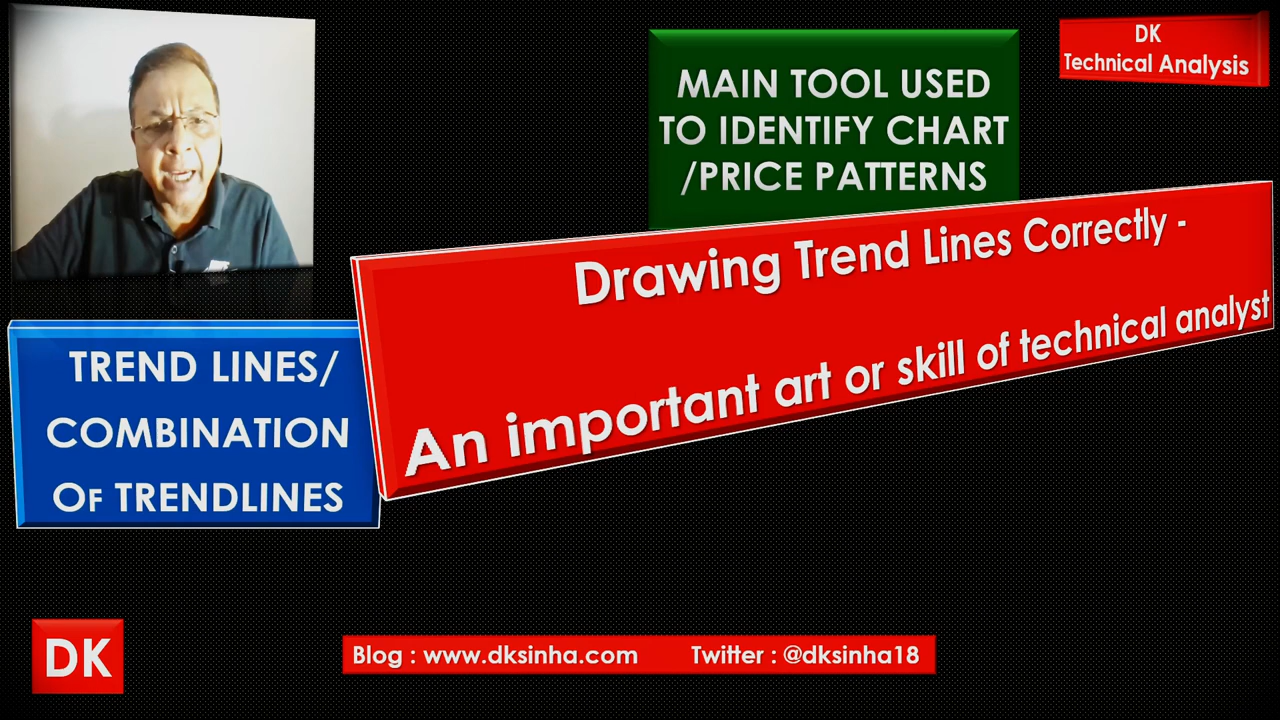 DK
Technical Analysis
MAIN TOOL USED
TO IDENTIFY CHART
/PRICE PATTERNS
Drawing Trend Lines Correctly -
An important art or skill of technical analyst
TREND LINES/
COMBINATION
OF TRENDLINES
DK
Blog : www.dksinha.com Twitter : @dksinha18